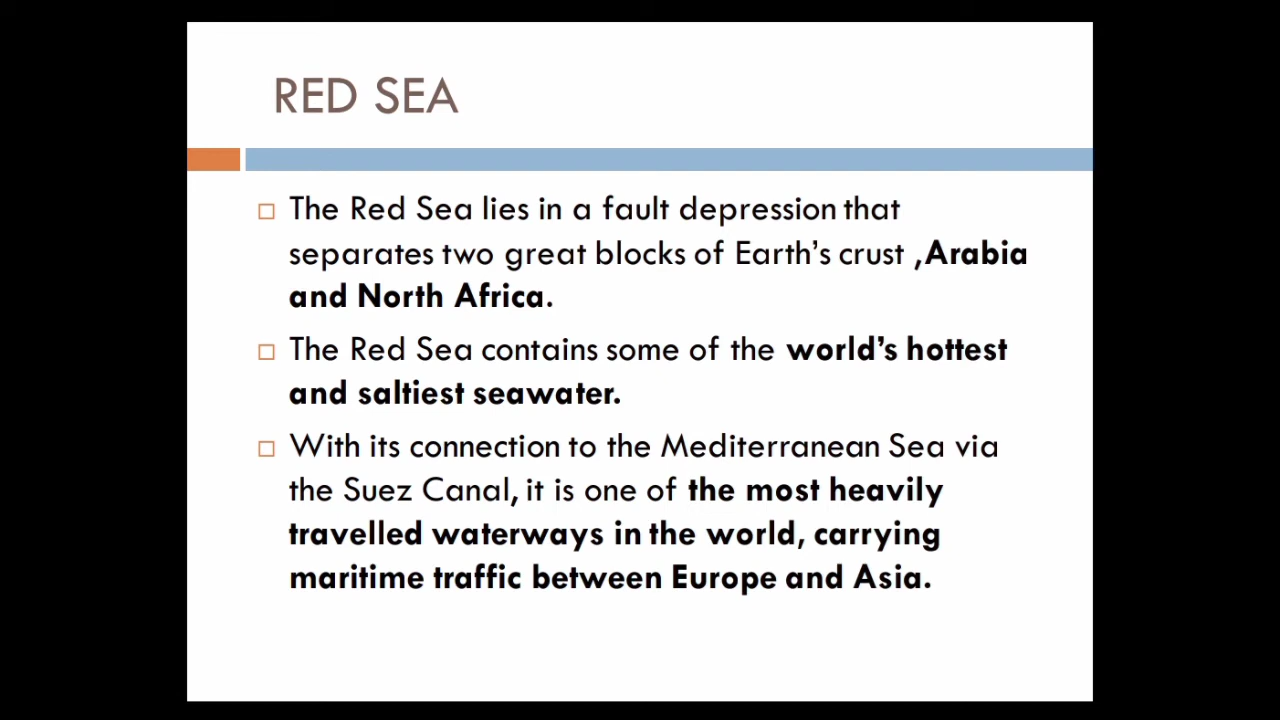 RED SEA
The Red Sea lies in a fault depression that
separates two great blocks of Earth’s crust ,Arabia
and North Africa.
The Red Sea contains some of the world’s hottest
and saltiest seawater.
With its connection to the Mediterranean Sea via
the Suez Canal, it is one of the most heavily
travelled waterways in the world, carrying
maritime traffic between Europe and Asia.